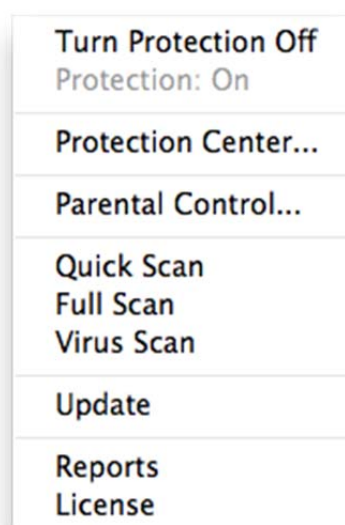 Turn Protection Off
Protection: On
Protection Center...
Parental Control...
Quick Scan
Full Scan
Virus Scan
Update
Reports
License